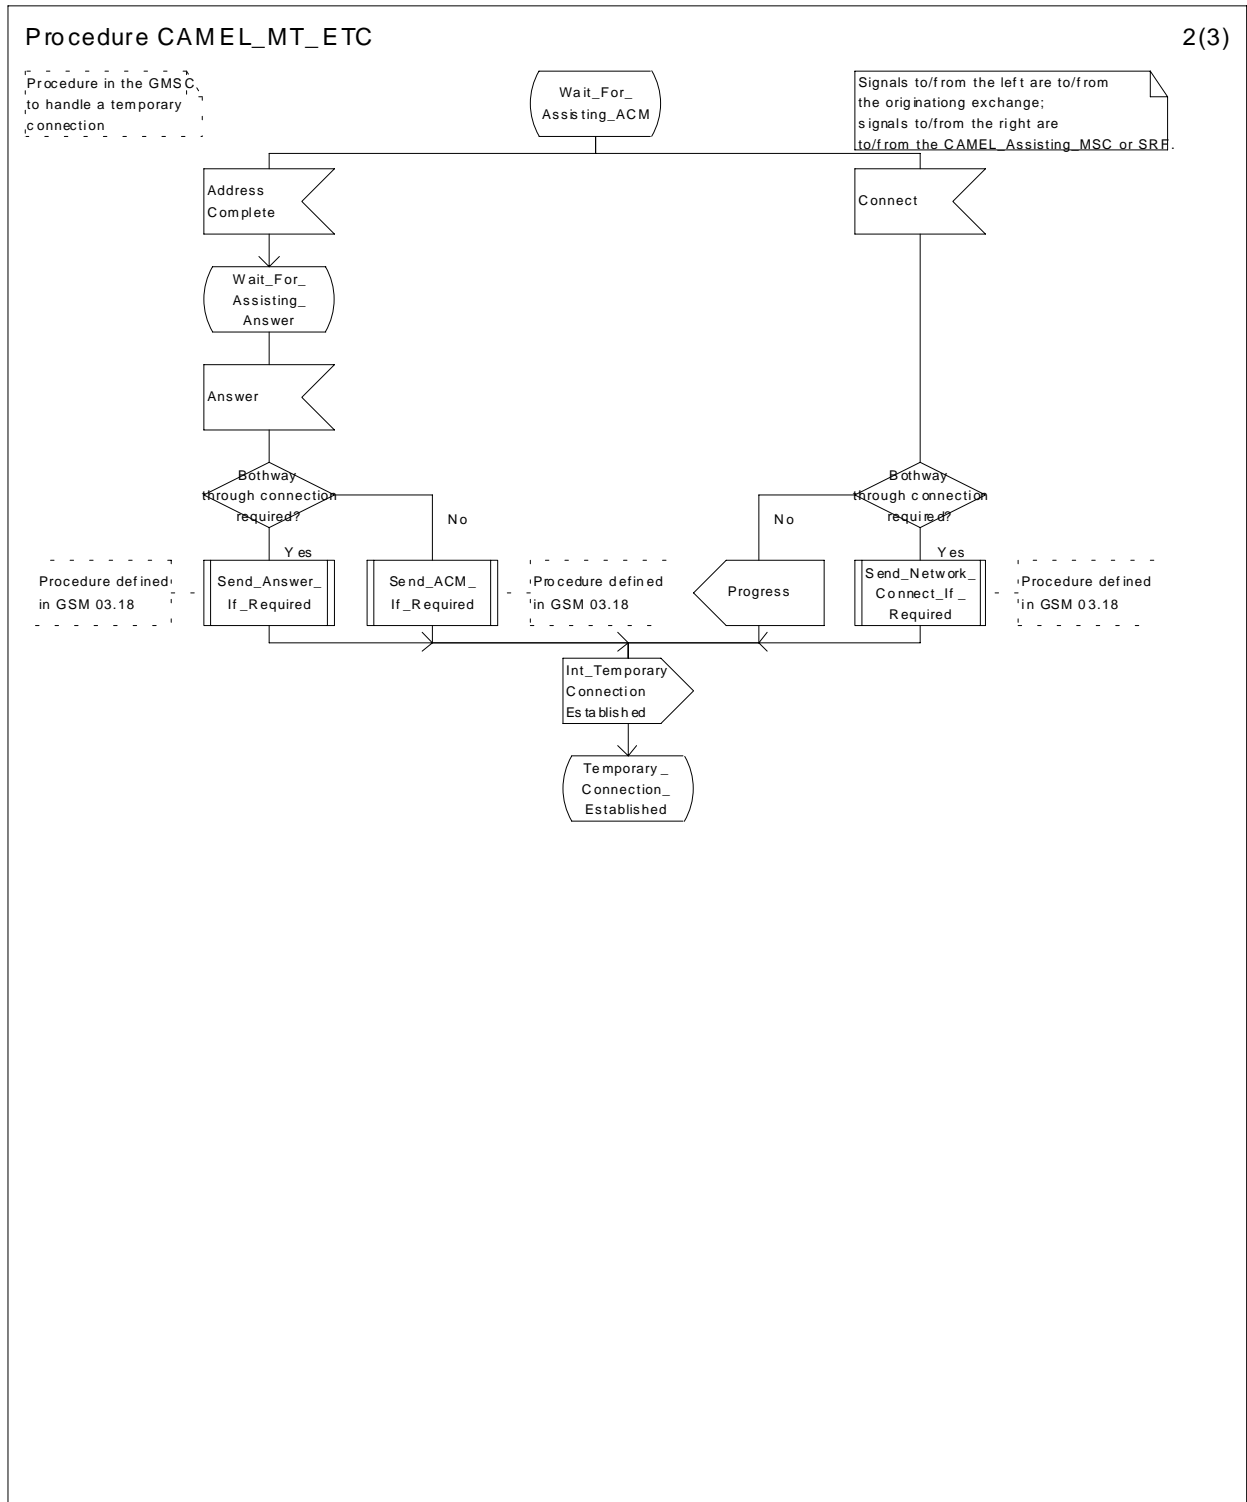 Procedure CAMEL_MT_ETC
2(3)
Procedure in the GMSC
to handle a temporary
connection
Wait_For_
Assisting_ACM
Signals to/from the left are to/from
the originationg exchange;
signals to/from the right are
to/from the CAMEL_Assisting_MSC or SRF.
Address
Complete
Connect
Wait_For_
Assisting_
Answer
Answer
Bothway
through connection
required?
No
Yes
Bothway
through connection
required?
No
Yes
Procedure defined
in GSM 03.18
Send_Answer_
If_Required
Send_ACM_
If_Required
Procedure defined
in GSM 03.18
Progress
Send_Network_
Connect_If_
Required
Procedure defined
in GSM 03.18
Int_Temporary
Connection
Established
Temporary_
Connection_
Established